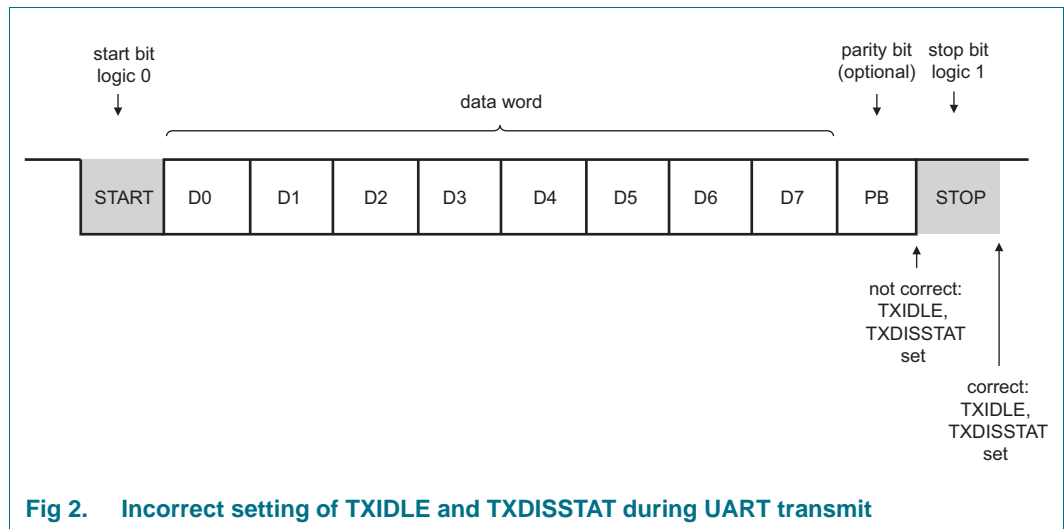 start bit
logic 0
parity bit
(optional)
stop bit
logic 1
data word
START D0 D1 D2 D3 D4 D5 D6 D7 PB STOP
not correct:
TXIDLE,
TXDISSTAT
set
correct:
TXIDLE,
TXDISSTAT
set
Fig 2. Incorrect setting of TXIDLE and TXDISSTAT during UART transmit